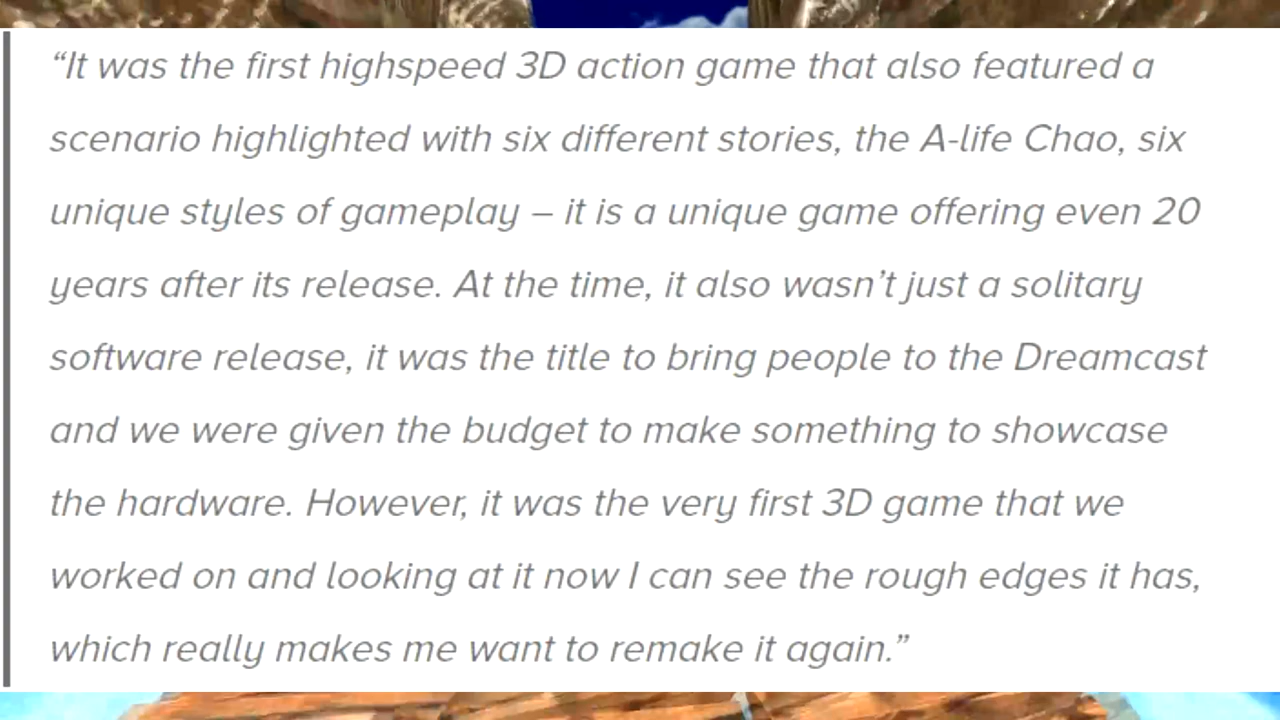 “It was the first highspeed 3D action game that also featured a
scenario highlighted with six different stories, the A-life Chao, six
unique styles of gameplay – it is a unique game offering even 20
years after its release. At the time, it also wasn’t just a solitary
software release, it was the title to bring people to the Dreamcast
and we were given the budget to make something to showcase
the hardware. However, it was the very first 3D game that we
worked on and looking at it now I can see the rough edges it has,
which really makes me want to remake it again.”